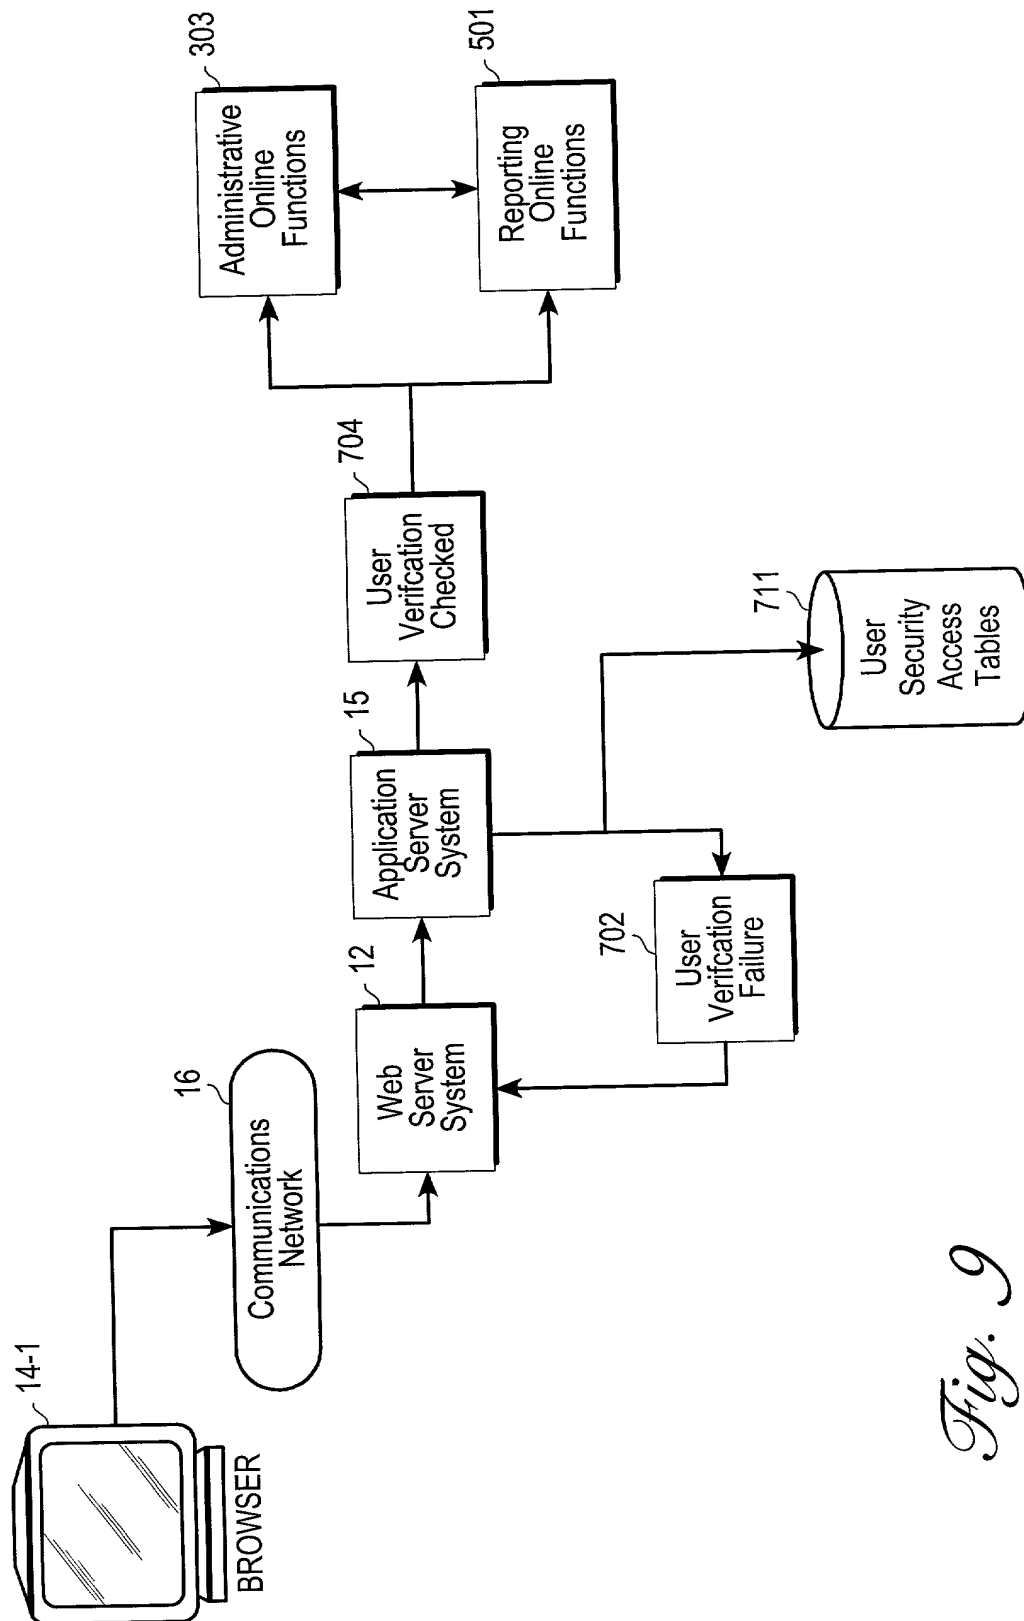 14-1
BROWSER
16
Communications
Network
12
Web
Server
System
15
Application
Server
System
704
User
Verifcation
Checked
303
Administrative
Online
Functions
501
Reporting
Online
Functions
702
User
Verifcation
Failure
711
User
Security
Access
Tables
Fig. 9